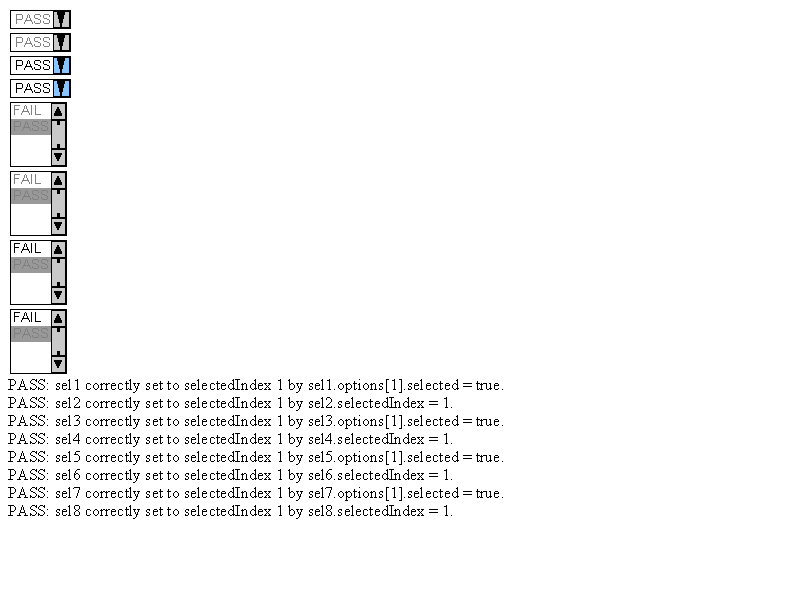 PASS
PASS
PASS
PASS
FAIL
PASS
FAIL
PASS
FAIL
PASS
FAIL
PASS
PASS: sel1 correctly set to selectedIndex 1 by sel1.options[1].selected = true.
PASS: sel2 correctly set to selectedIndex 1 by sel2.selectedIndex = 1.
PASS: sel3 correctly set to selectedIndex 1 by sel3.options[1].selected = true.
PASS: sel4 correctly set to selectedIndex 1 by sel4.selectedIndex = 1.
PASS: sel5 correctly set to selectedIndex 1 by sel5.options[1].selected = true.
PASS: sel6 correctly set to selectedIndex 1 by sel6.selectedIndex = 1.
PASS: sel7 correctly set to selectedIndex 1 by sel7.options[1].selected = true.
PASS: sel8 correctly set to selectedIndex 1 by sel8.selectedIndex = 1.